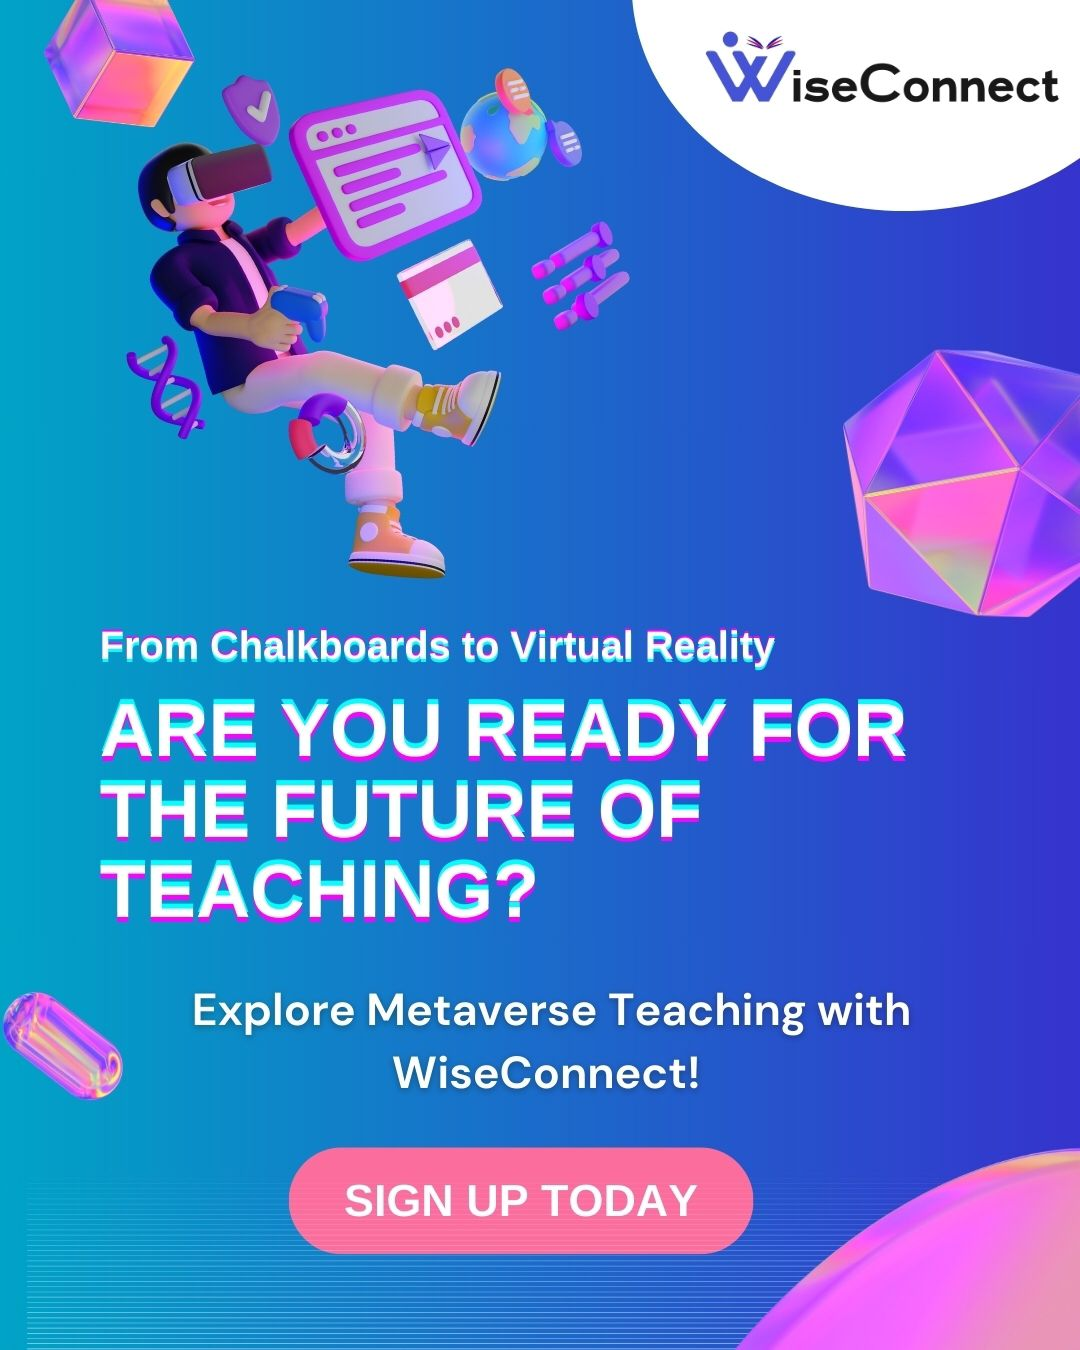 WiseConnect
From Chalkboards to Virtual Reality
ARE YOU READY FOR
THE FUTURE OF
TEACHING?
Explore Metaverse Teaching with
WiseConnect!
SIGN UP TODAY